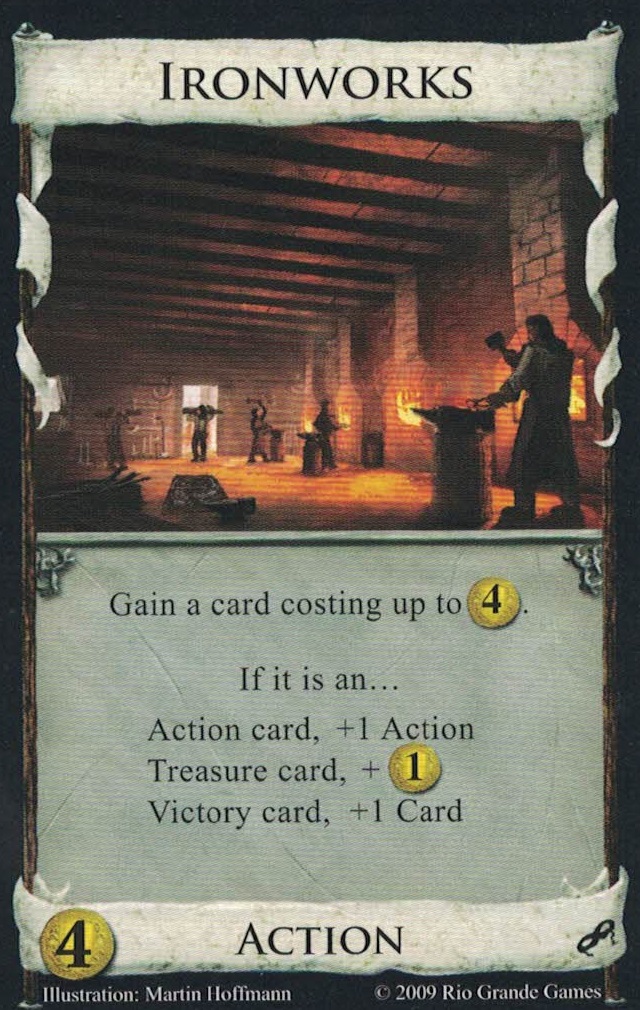 IRONWORKS
Gain a card costing up to 4.
If it is an...
Action card, +1 Action
Treasure card, + 1
Victory card, +1 Card
4 ACTION
Illustration: Martin Hoffmann © 2009 Rio Grande Games